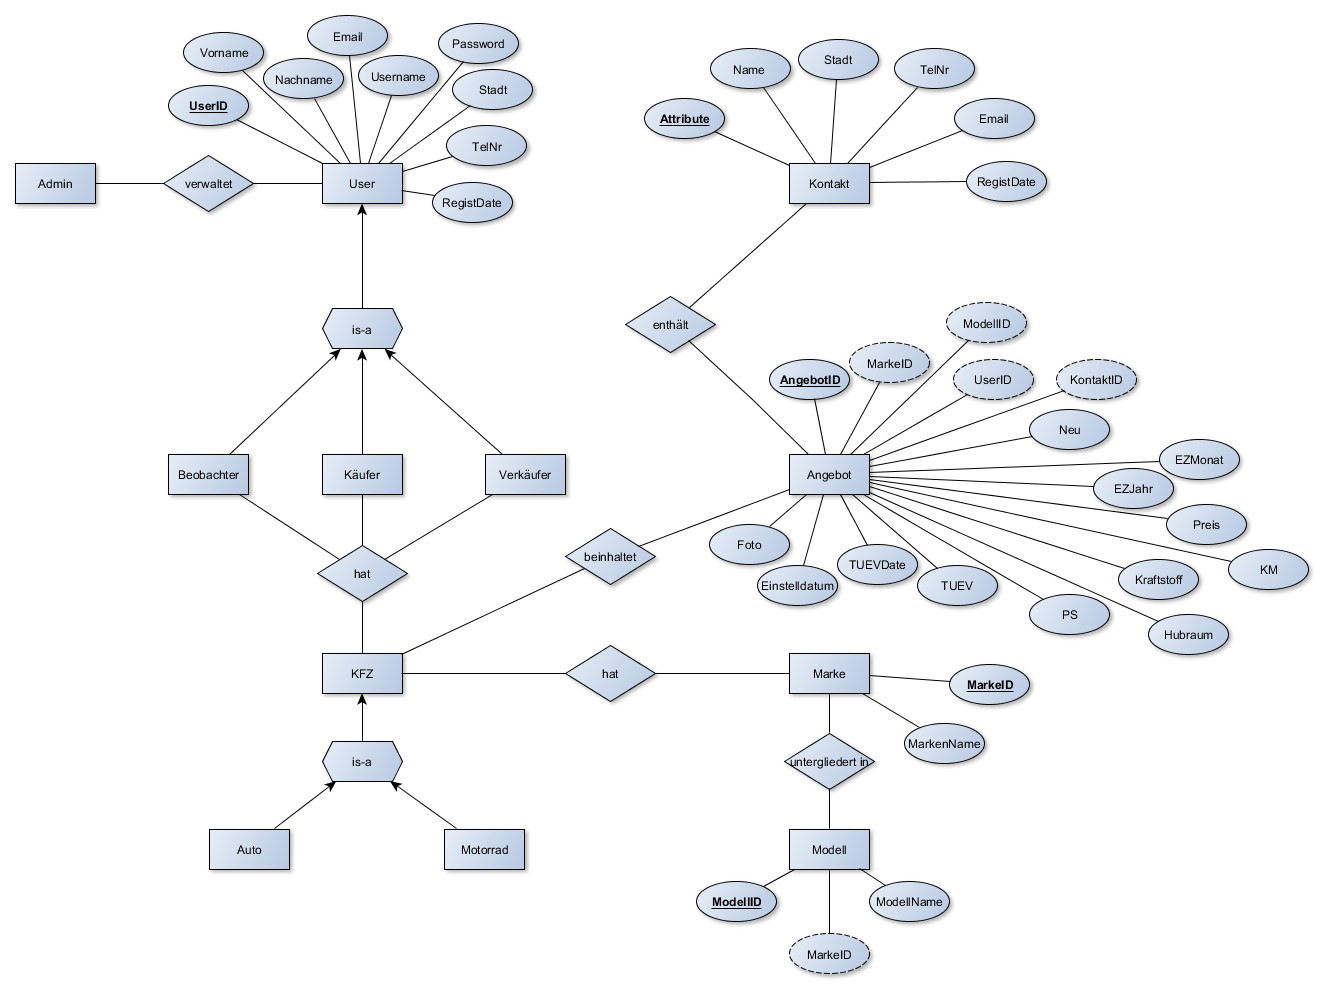 Email
Password
Vorname
Nachname
Username
Stadt
UserID
TelNr
Admin
verwaltet
User
RegistDate
Name
Stadt
TelNr
Attribute
Email
Kontakt
RegistDate
is-a
enthält
ModellID
MarkeID
AngebotID
UserID
KontaktID
Neu
Beobachter
Käufer
Verkäufer
Angebot
EZMonat
EZJahr
Preis
Foto
beinhaltet
TUEVDate
Einstelldatum
TUEV
hat
Kraftstoff
KM
PS
Hubraum
KFZ
hat
Marke
MarkeID
MarkenName
is-a
untergliedert in
Auto
Motorrad
Modell
ModellID
ModellName
MarkeID